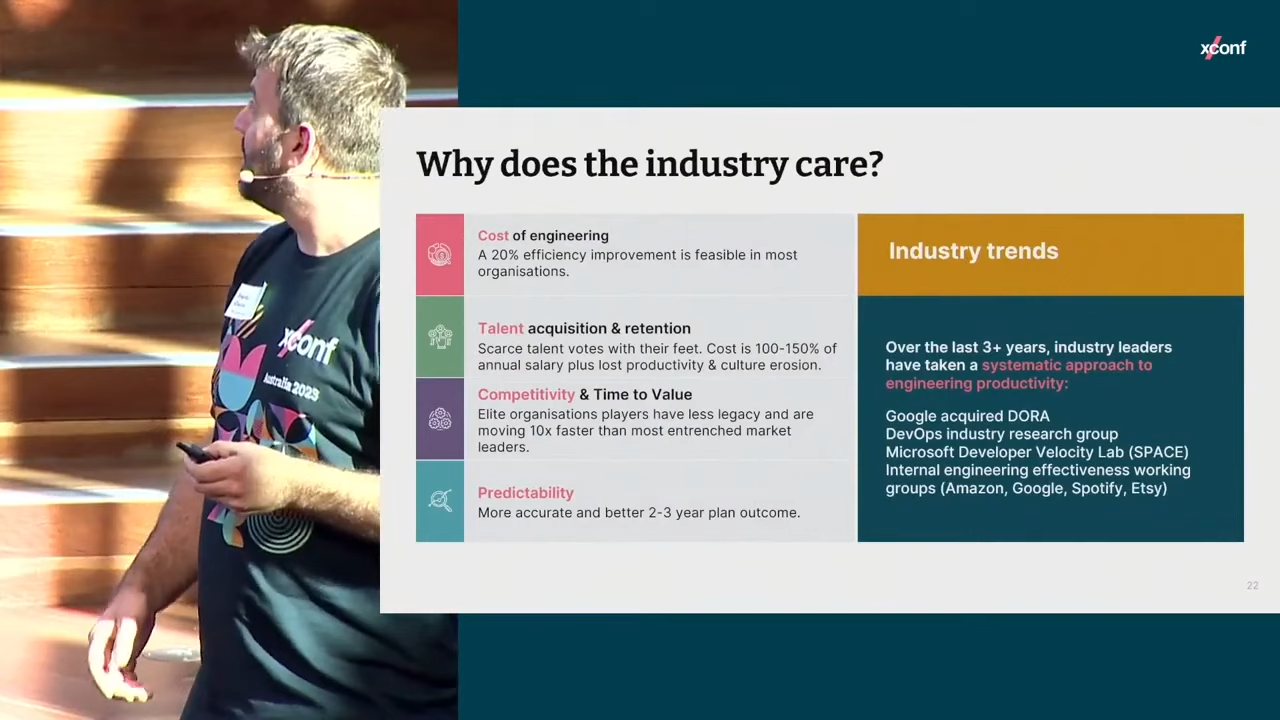 xconf
Why does the industry care?
Cost of engineering
A 20% efficiency improvement is feasible in most
organisations.
Talent acquisition & retention
Scarce talent votes with their feet. Cost is 100-150% of
annual salary plus lost productivity & culture erosion.
Competitivity & Time to Value
Elite organisations players have less legacy and are
moving 10x faster than most entrenched market
leaders.
Predictability
More accurate and better 2-3 year plan outcome.
Industry trends
Over the last 3+ years, industry leaders
have taken a systematic approach to
engineering productivity:
Google acquired DORA
DevOps industry research group
Microsoft Developer Velocity Lab (SPACE)
Internal engineering effectiveness working
groups (Amazon, Google, Spotify, Etsy)
22
xconf
Australia 2023